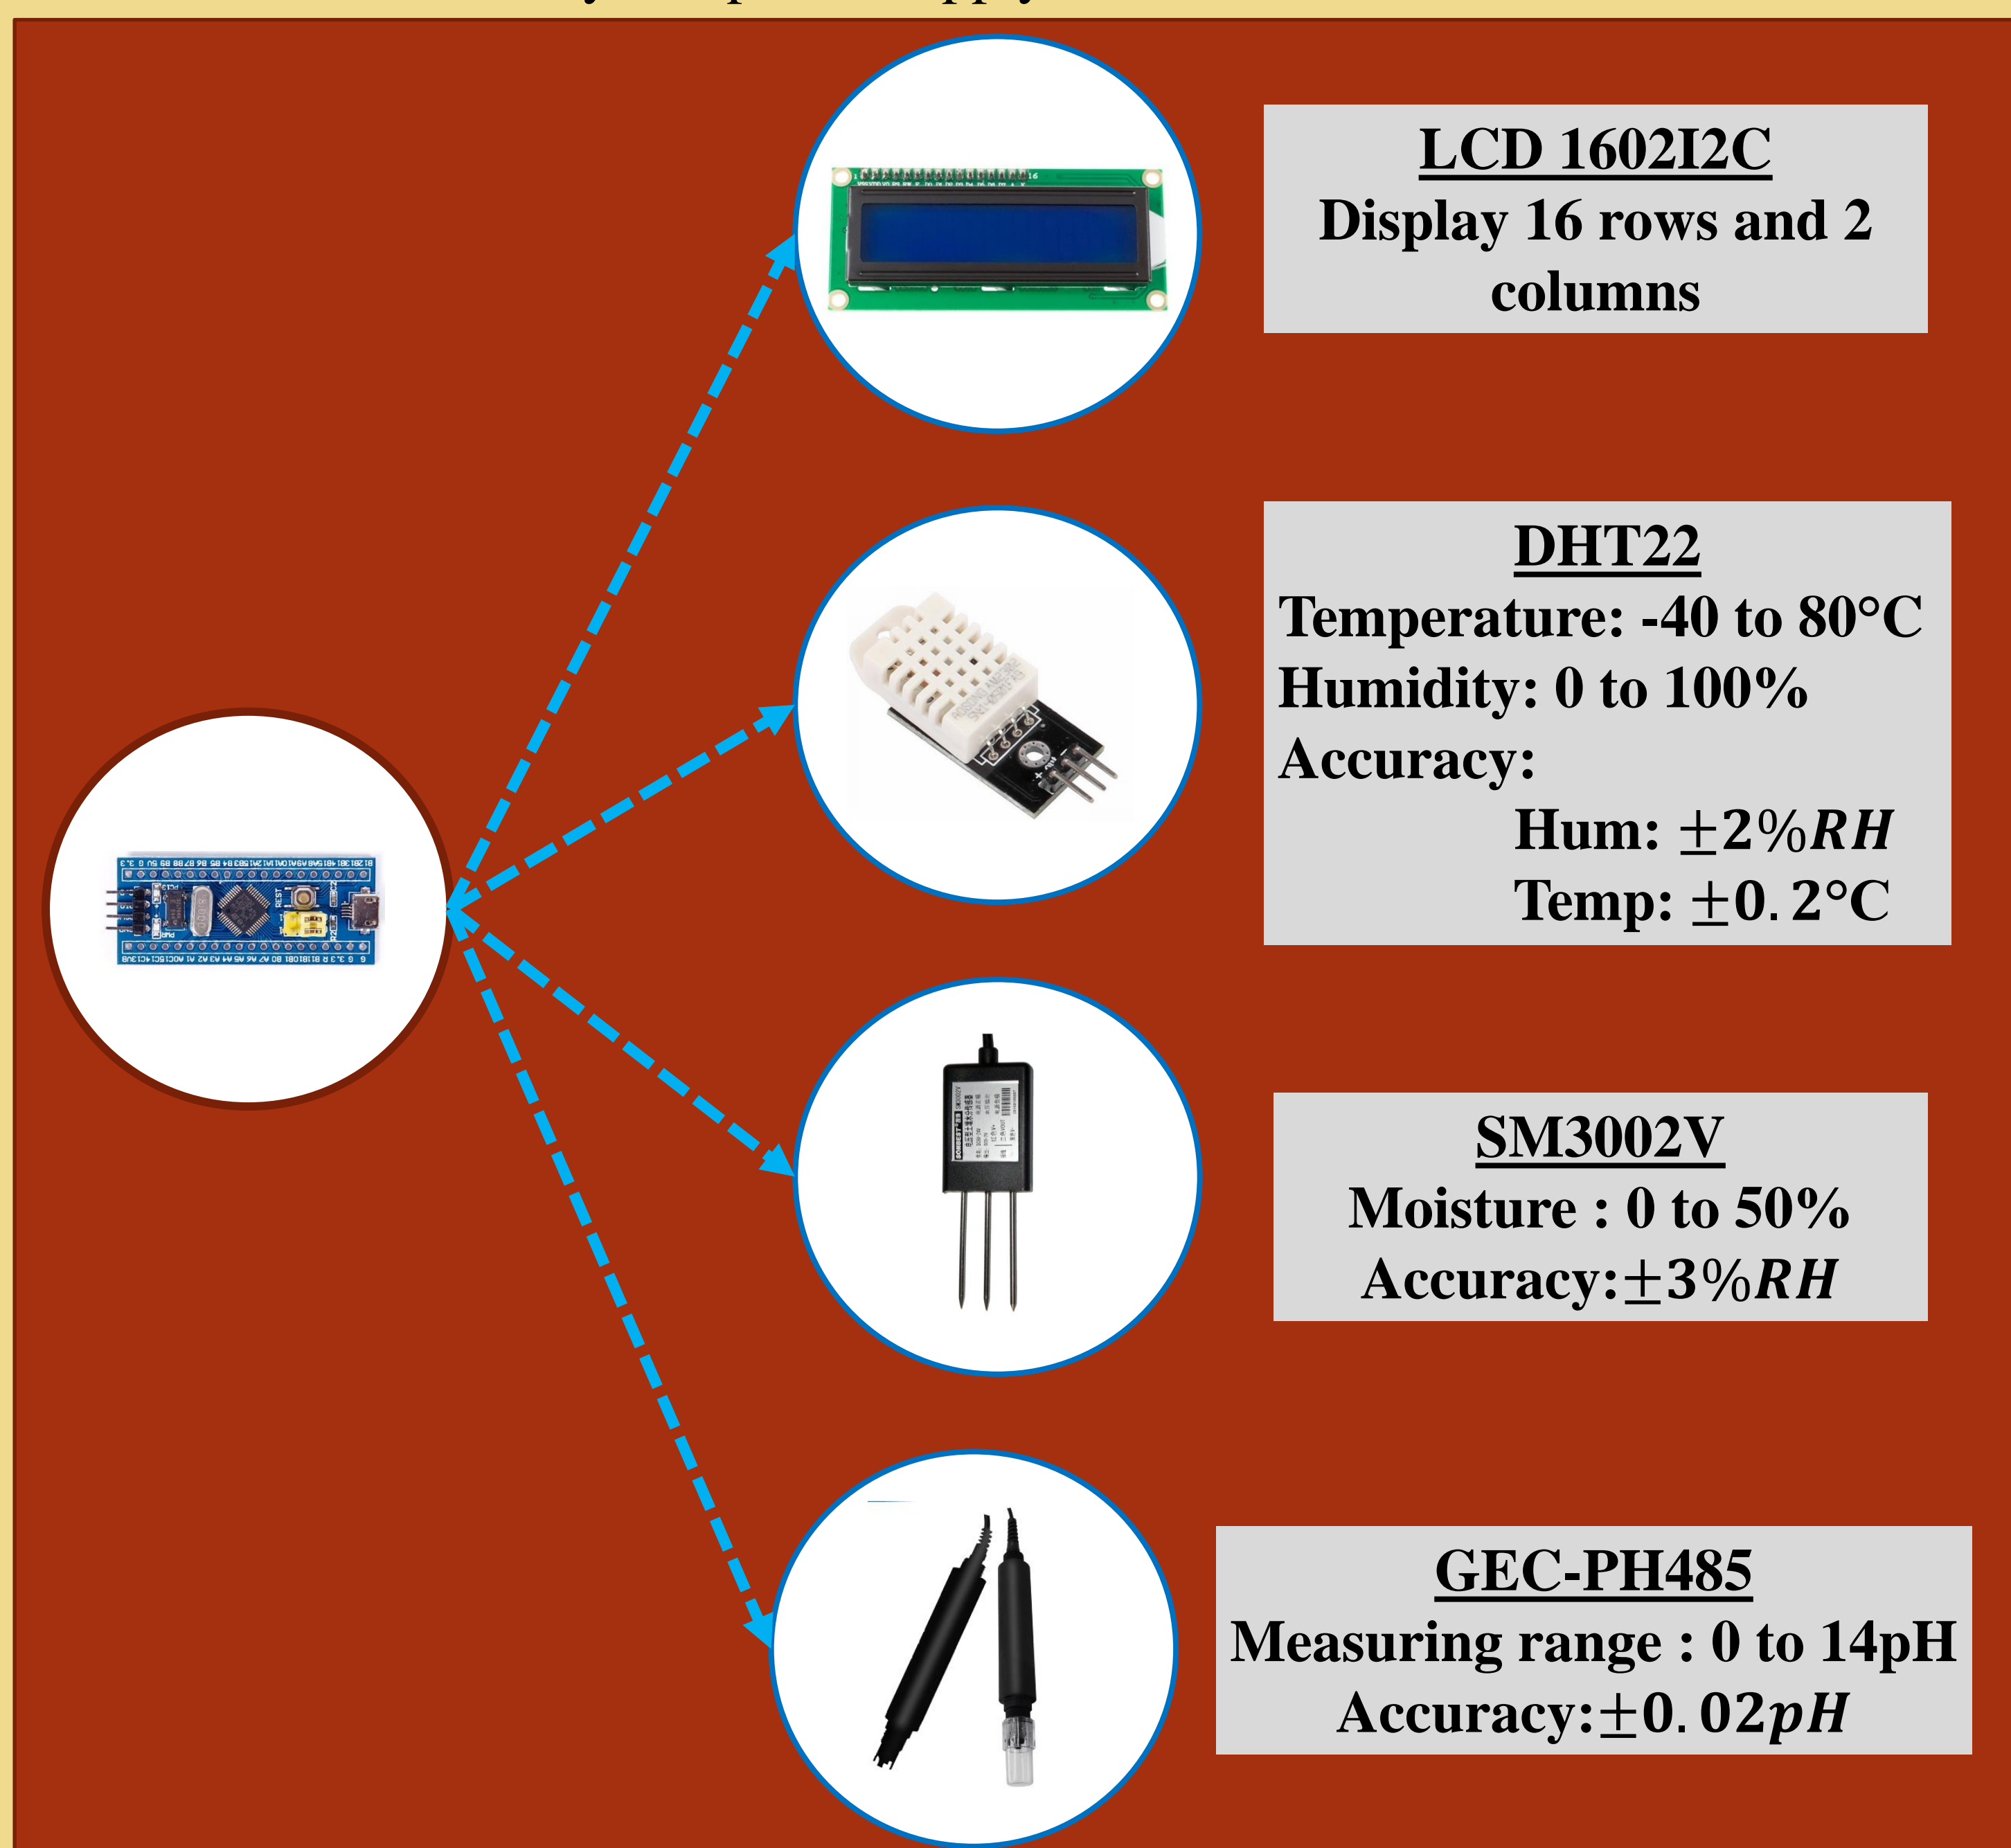 LCD 1602I2C
Display 16 rows and 2
columns
DHT22
Temperature: -40 to 80°C
Humidity: 0 to 100%
Accuracy:
Hum: ±2%RH
Temp: ±0.2°C
SM3002V
Moisture : 0 to 50%
Accuracy:±3%RH
GEC-PH485
Measuring range : 0 to 14pH
Accuracy:±0.02pH